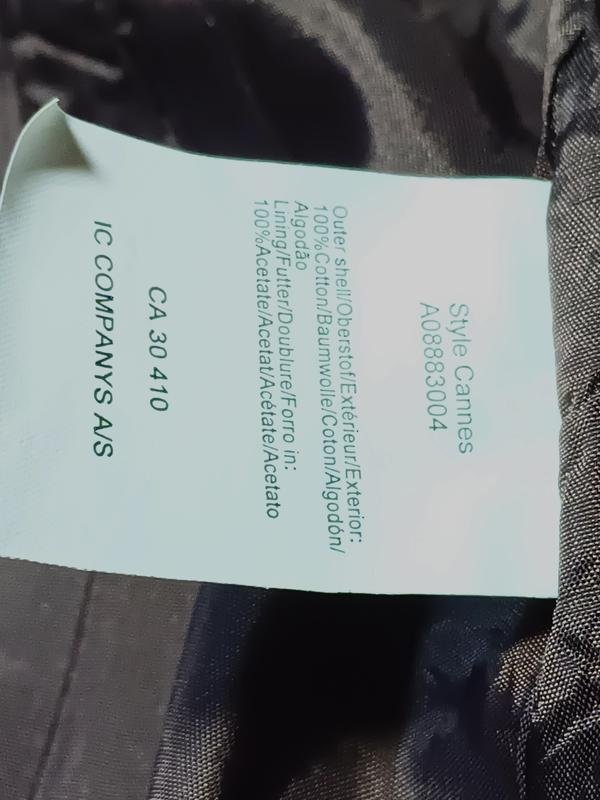 Style Cannes
A08883004
Outer shell/Oberstof/Extérieur/Exterior:
100%Cotton/Baumwolle/Coton/Algodón/
Algodão
Lining/Futter/Doublure/Forro in:
100%Acetate/Acetat/Acétate/Acetato
CA 30 410
IC COMPANYS A/S